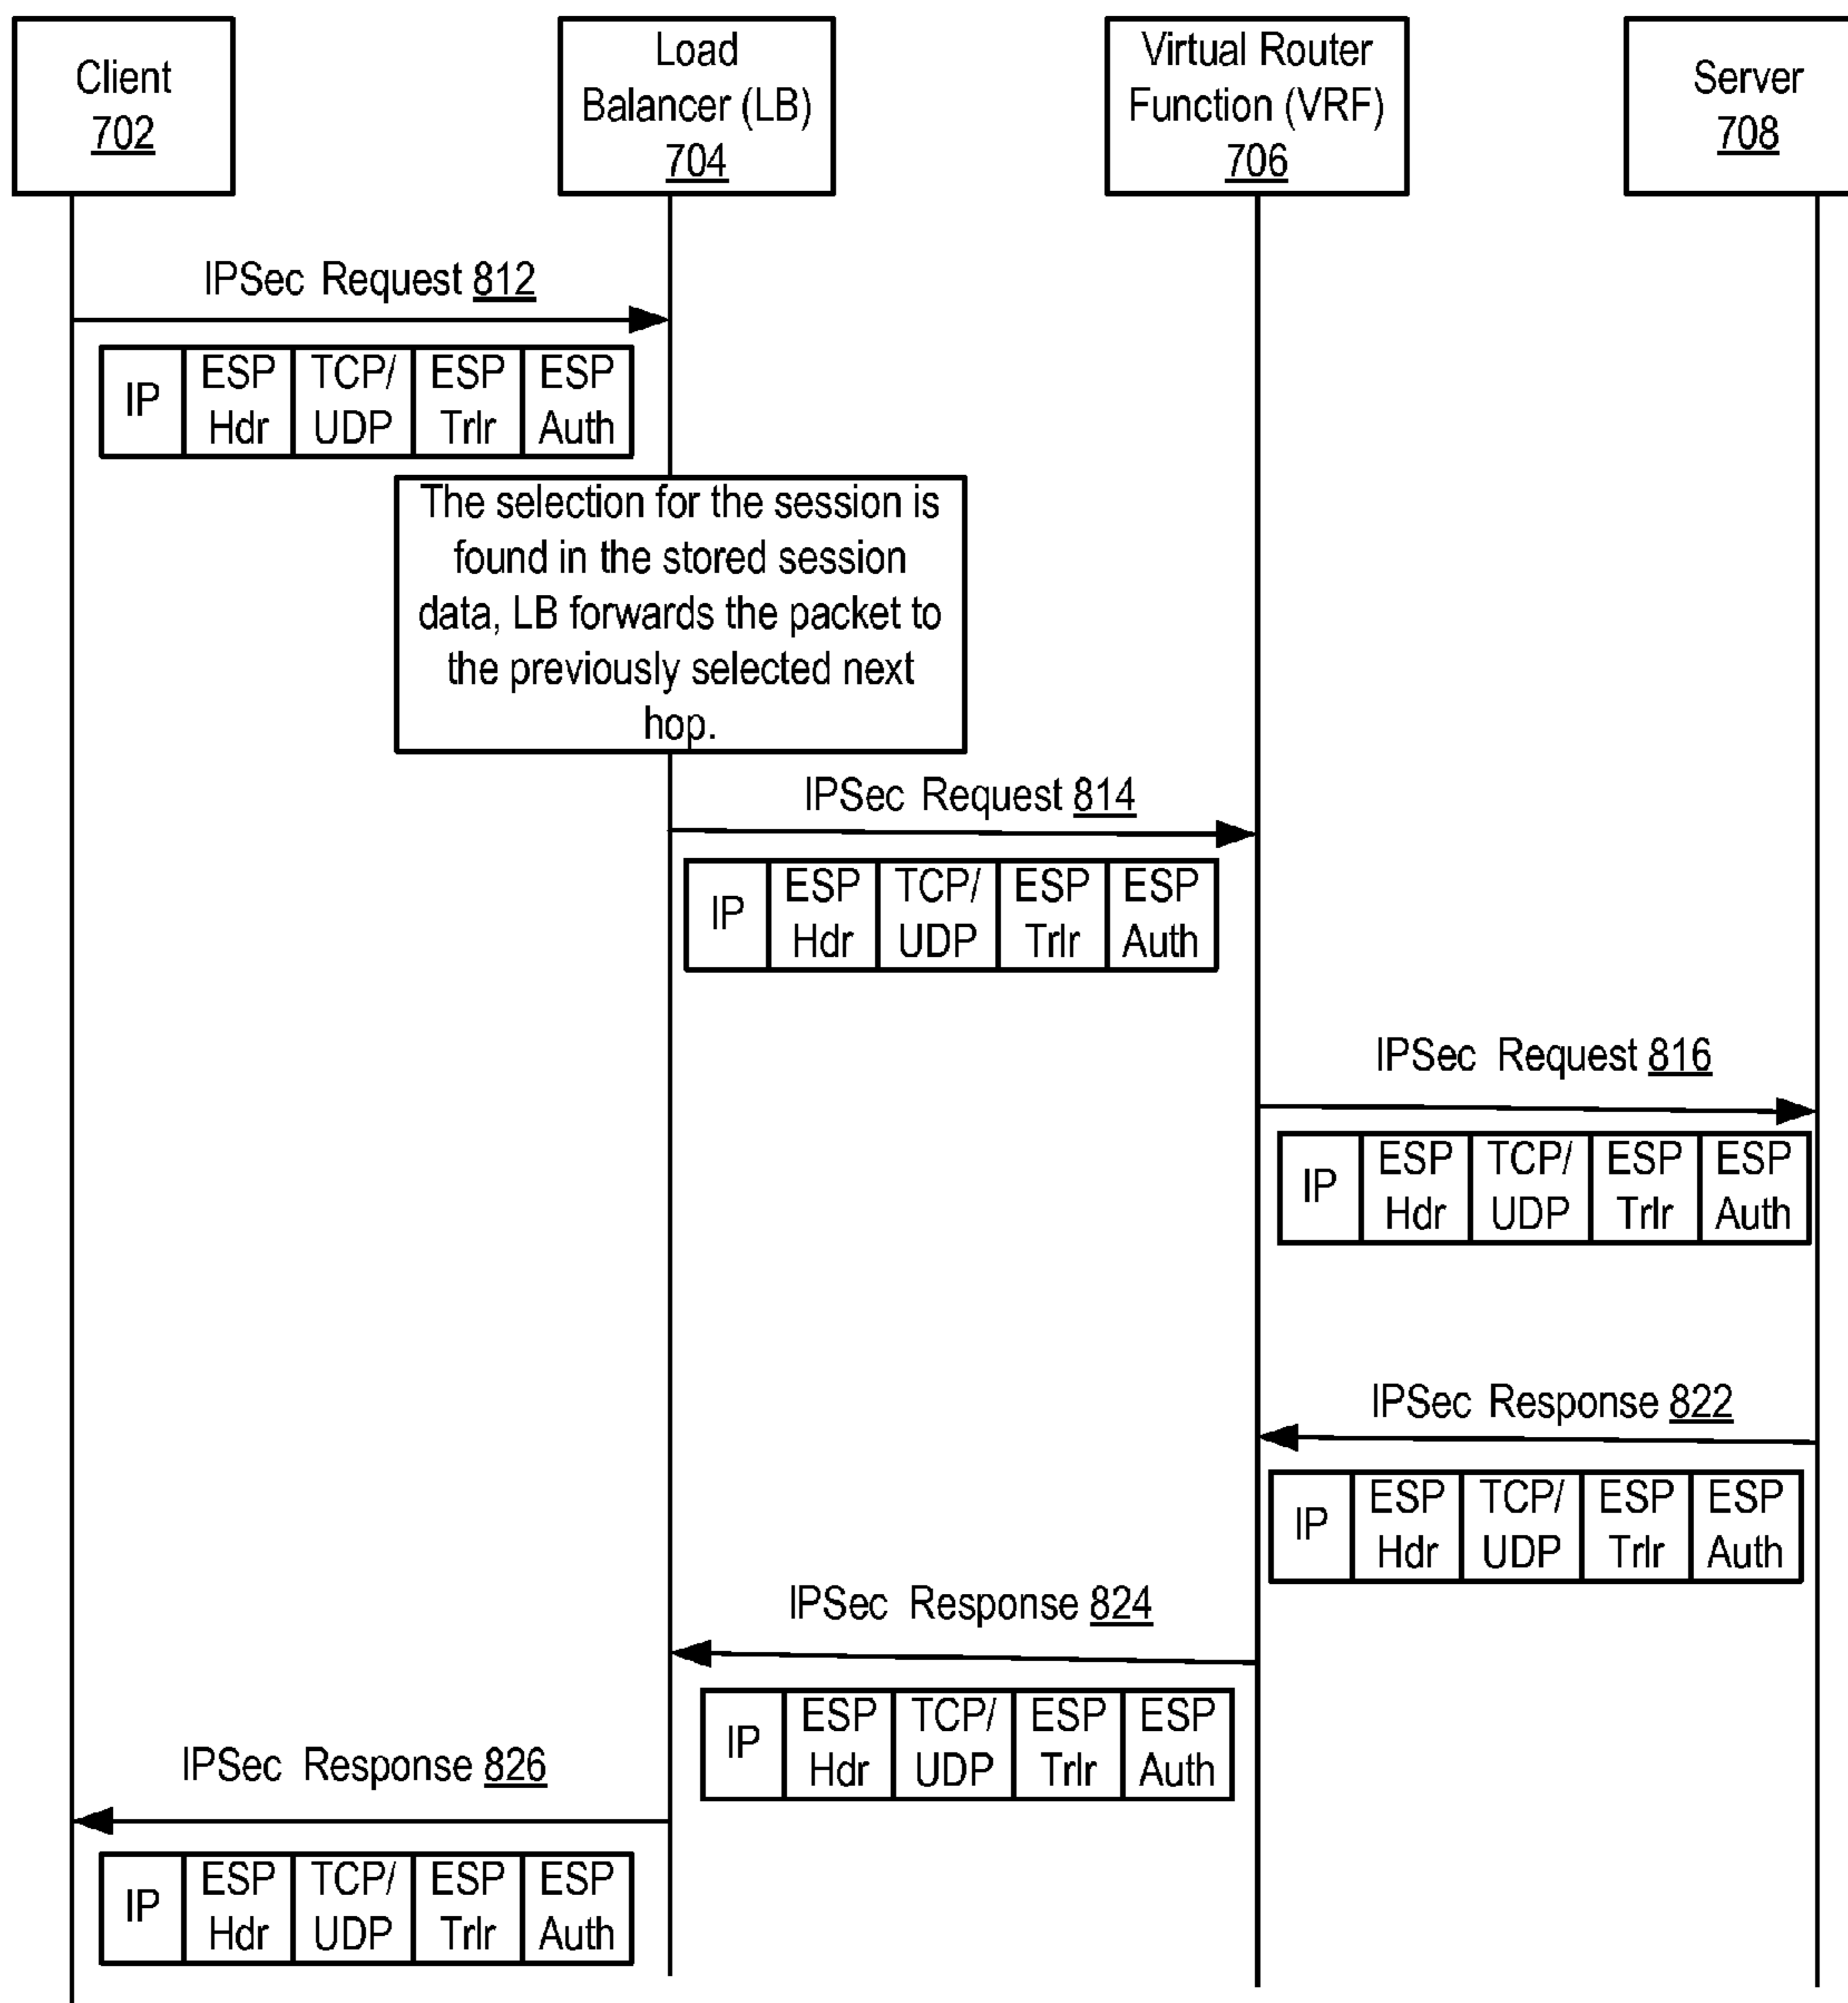 Client
702
Load
Balancer (LB)
704
Virtual Router
Function (VRF)
706
Server
708
IPSec Request 812
IP
ESP
Hdr
TCP/
UDP
ESP
Trlr
ESP
Auth
The selection for the session is
found in the stored session
data, LB forwards the packet to
the previously selected next
hop.
IPSec Request 814
IP
ESP
Hdr
TCP/
UDP
ESP
Trlr
ESP
Auth
IPSec Request 816
IP
ESP
Hdr
TCP/
UDP
ESP
Trlr
ESP
Auth
IPSec Response 822
IP
ESP
Hdr
TCP/
UDP
ESP
Trlr
ESP
Auth
IPSec Response 824
IP
ESP
Hdr
TCP/
UDP
ESP
Trlr
ESP
Auth
IPSec Response 826
IP
ESP
Hdr
TCP/
UDP
ESP
Trlr
ESP
Auth